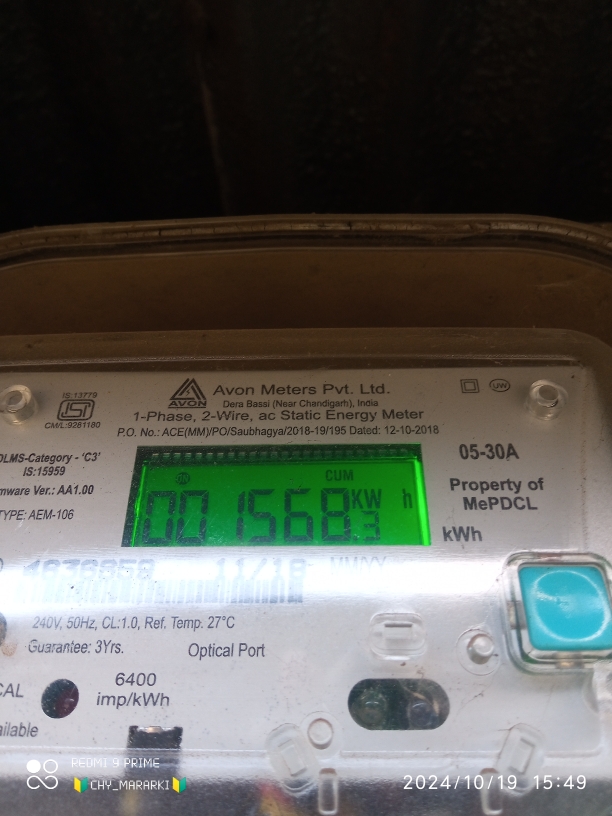 IS:13779
ISI
CM/L:9281180
AVON
Avon Meters Pvt. Ltd.
Dera Bassi (Near Chandigarh), India
1-Phase, 2-Wire, ac Static Energy Meter
P.O. No.: ACE(MM)/PO/Saubhagya/2018-19/195 Dated: 12-10-2018
UW
DLMS-Category - 'C3'
IS:15959
mware Ver.: AA1.00
TYPE: AEM-106
05-30A
Property of
MePDCL
CUM
001568.3 KW h
kWh
11/18
240V, 50Hz, CL:1.0, Ref. Temp. 27°C
Guarantee: 3Yrs.
Optical Port
CAL
6400
imp/kWh
ailable
REDMI 9 PRIME
🔰CHY_MARARKI🔰
2024/10/19 15:49